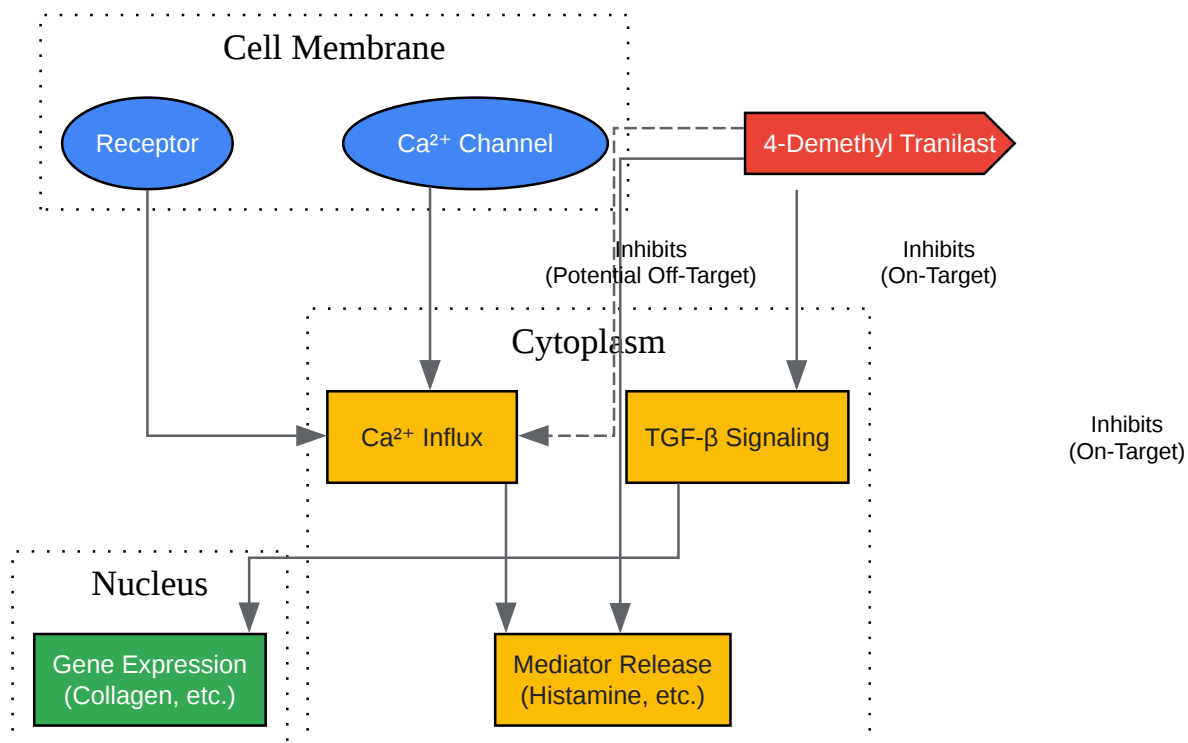 Cell Membrane
Receptor
Ca²⁺ Channel
4-Demethyl Tranilast
Inhibits
(Potential Off-Target)
Inhibits
(On-Target)
Cytoplasm
Ca²⁺ Influx
TGF-β Signaling
Inhibits
(On-Target)
Nucleus
Gene Expression
(Collagen, etc.)
Mediator Release
(Histamine, etc.)